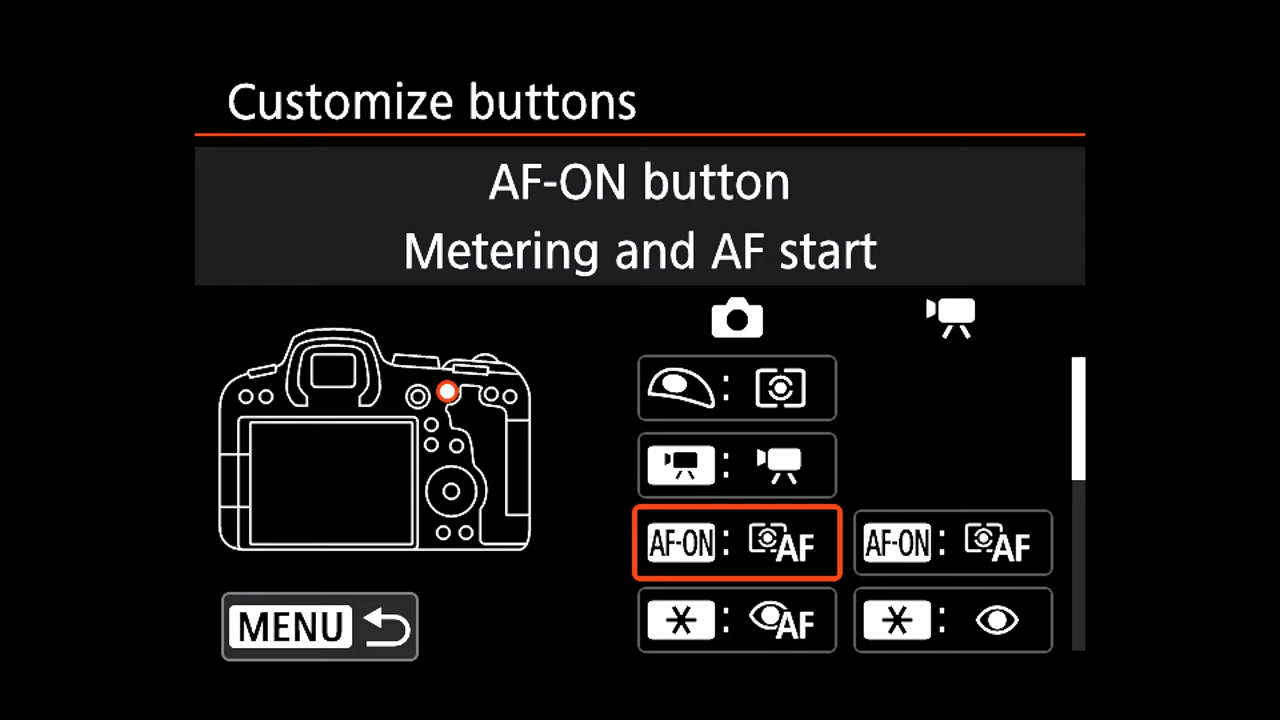 Customize buttons
AF-ON button
Metering and AF start
AF-ON : AF AF-ON : AF
* : AF * :
MENU